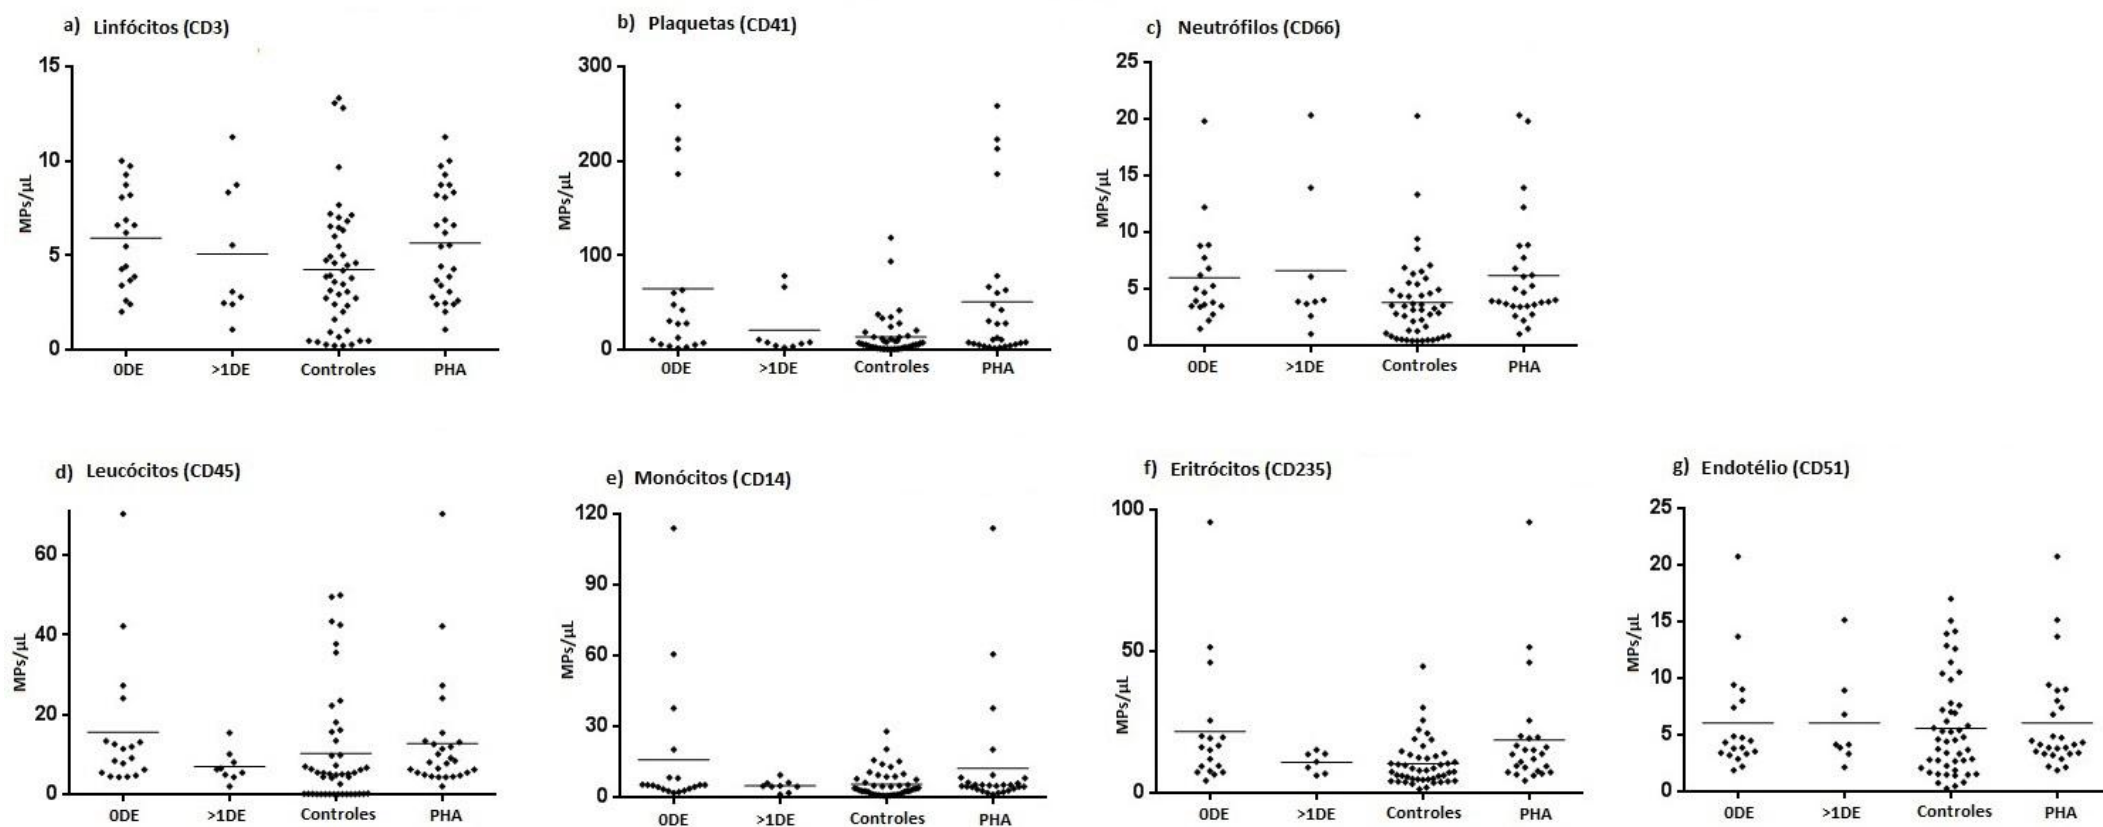 a) Linfócitos (CD3)
MPs/µL
15
10
5
0
0DE >1DE Controles PHA
b) Plaquetas (CD41)
MPs/µL
300
200
100
0
0DE >1DE Controles PHA
c) Neutrófilos (CD66)
MPs/µL
25
20
15
10
5
0
0DE >1DE Controles PHA
d) Leucócitos (CD45)
MPs/µL
60
40
20
0
0DE >1DE Controles PHA
e) Monócitos (CD14)
MPs/µL
120
90
60
30
0
0DE >1DE Controles PHA
f) Eritrócitos (CD235)
MPs/µL
100
50
0
0DE >1DE Controles PHA
g) Endotélio (CD51)
MPs/µL
25
20
15
10
5
0
0DE >1DE Controles PHA